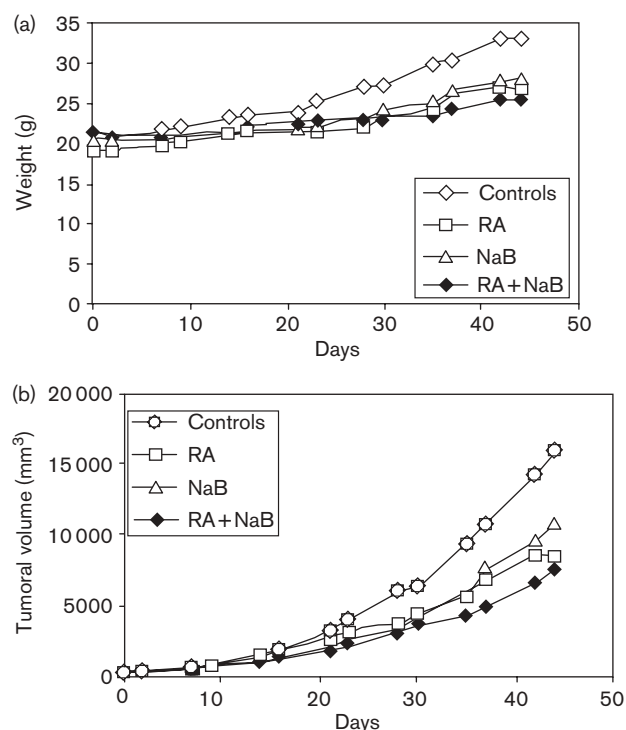 (a)
35
30
25
20
15
10
5
0
Weight (g)
Controls
RA
NaB
RA + NaB
0 10 20 30 40 50
Days
(b)
20 000
15 000
10 000
5000
0
Tumoral volume (mm³)
Controls
RA
NaB
RA + NaB
0 10 20 30 40 50
Days